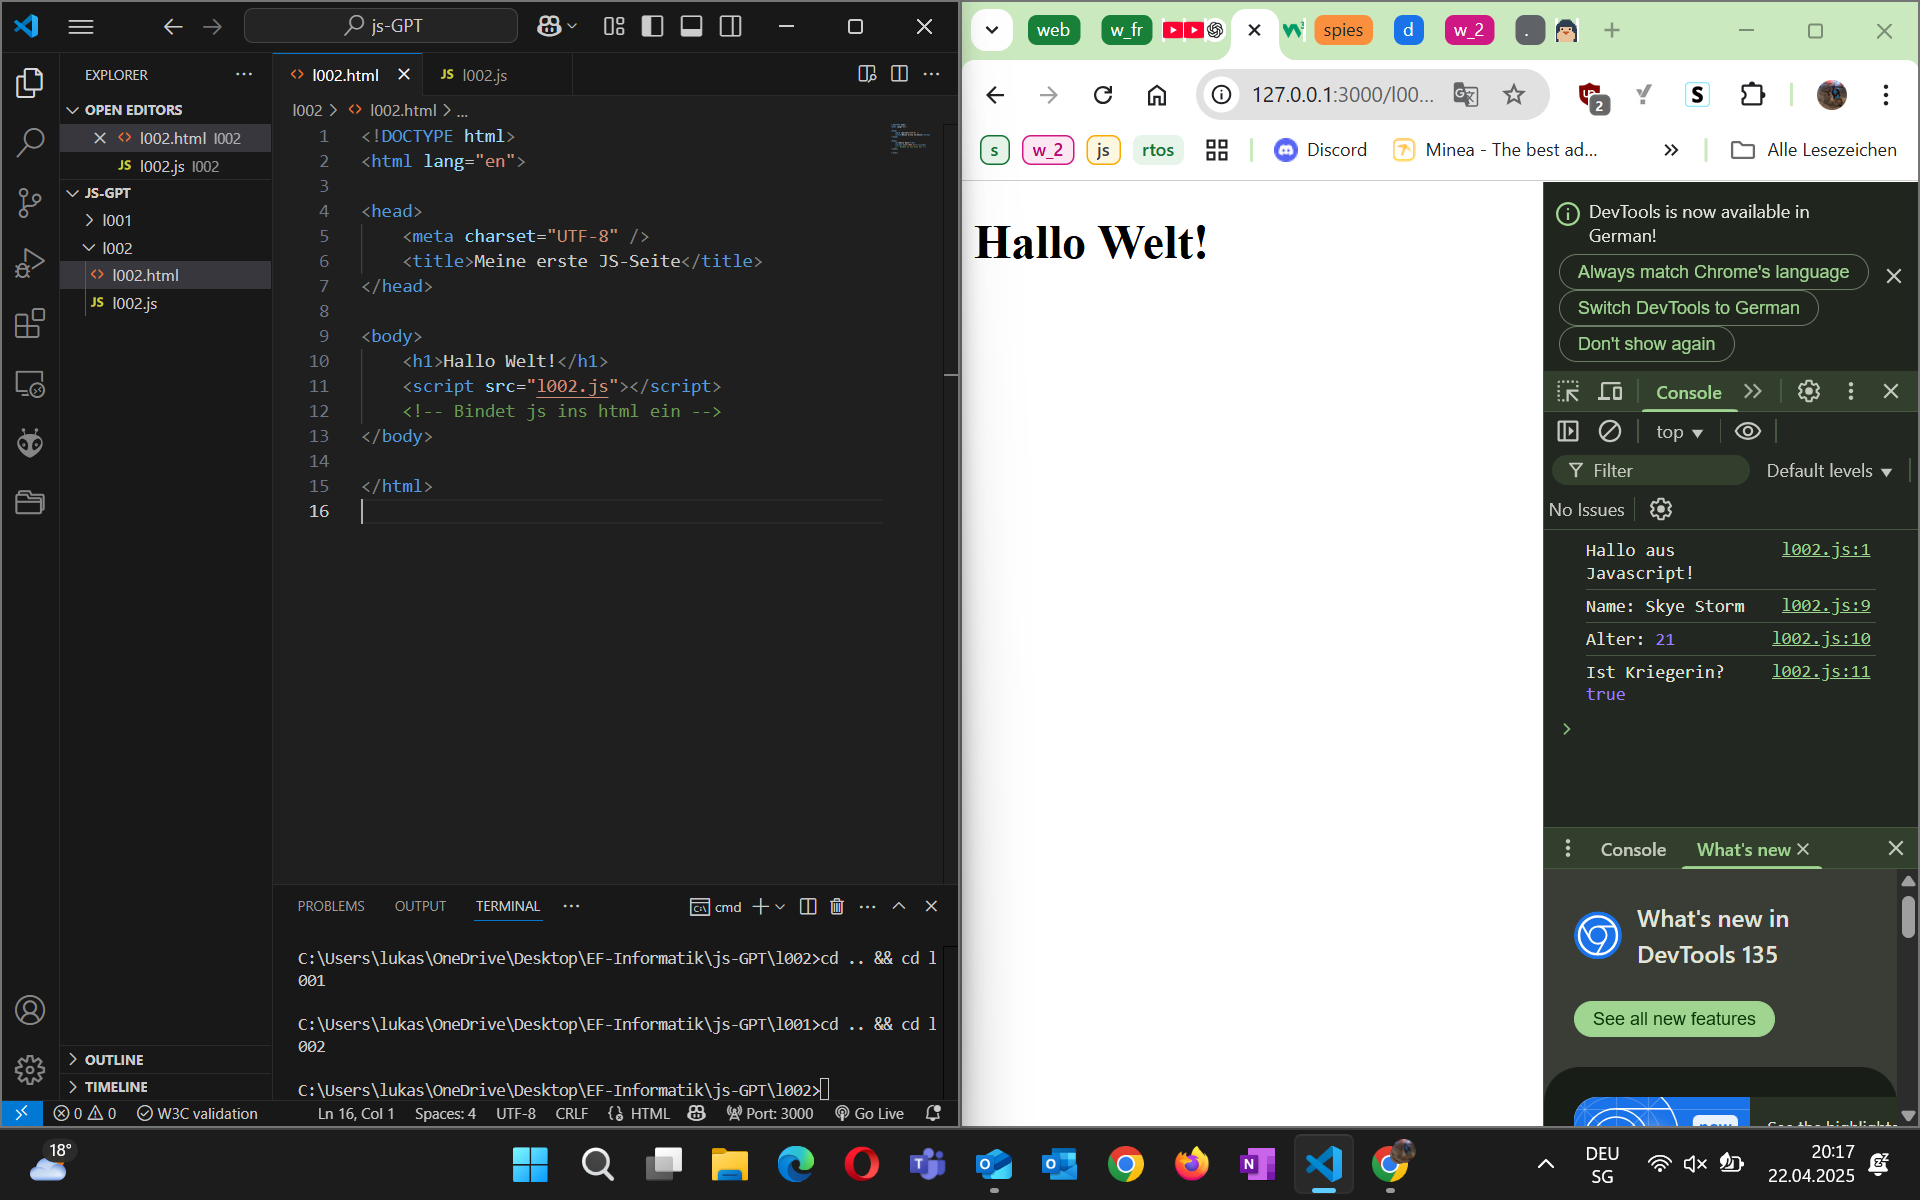 js-GPT
EXPLORER
OPEN EDITORS
l002.html l002
JS l002.js l002
JS-GPT
l001
l002
l002.html
JS l002.js
OUTLINE
TIMELINE
l002.html
JS l002.js
l002 > l002.html > ...
1 <!DOCTYPE html>
2 <html lang="en">
3
4 <head>
5 <meta charset="UTF-8" />
6 <title>Meine erste JS-Seite</title>
7 </head>
8
9 <body>
10 <h1>Hallo Welt!</h1>
11 <script src="l002.js"></script>
12 <!-- Bindet js ins html ein -->
13 </body>
14
15 </html>
16
PROBLEMS OUTPUT TERMINAL
cmd
C:\Users\lukas\OneDrive\Desktop\EF-Informatik\js-GPT\l002>cd .. && cd l
001
C:\Users\lukas\OneDrive\Desktop\EF-Informatik\js-GPT\l001>cd .. && cd l
002
C:\Users\lukas\OneDrive\Desktop\EF-Informatik\js-GPT\l002>
0 0 W3C validation Ln 16, Col 1 Spaces: 4 UTF-8 CRLF HTML Port: 3000 Go Live
web w_fr spies d w_2 .
127.0.0.1:3000/l00...
2
S
s w_2 js rtos Discord Minea - The best ad... Alle Lesezeichen
Hallo Welt!
DevTools is now available in
German!
Always match Chrome's language
Switch DevTools to German
Don't show again
Console
top
Filter Default levels
No Issues
Hallo aus l002.js:1
Javascript!
Name: Skye Storm l002.js:9
Alter: 21 l002.js:10
Ist Kriegerin? l002.js:11
true
Console What's new
What's new in
DevTools 135
See all new features
new
See the highlights
18°
DEU
SG
20:17
22.04.2025